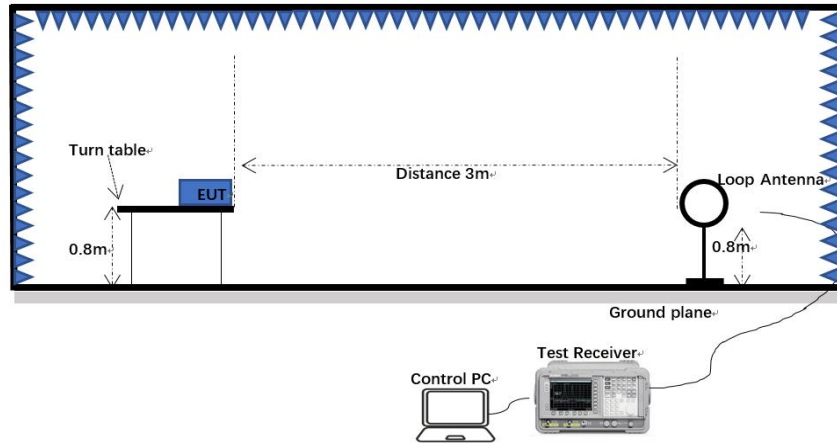 Turn table
EUT
Distance 3m
Loop Antenna
0.8m
0.8m
Ground plane
Test Receiver
Control PC